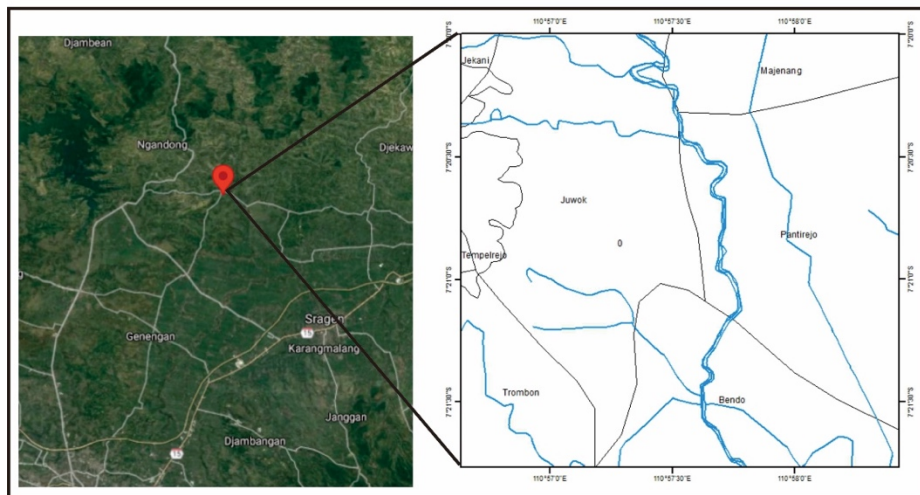 Djambean
Ngandong
Djekaw
Genengan
Sragen
15
Karangmalang
Janggan
Djambangan
15
110°57'0"E
110°57'30"E
110°58'0"E
7°20'0"S
7°20'0"S
Jekani
Majenang
7°20'30"S
7°20'30"S
Juwok
Pantirejo
0
Tempelrejo
7°21'0"S
7°21'0"S
Trombon
Bendo
7°21'30"S
7°21'30"S
110°57'0"E
110°57'30"E
110°58'0"E